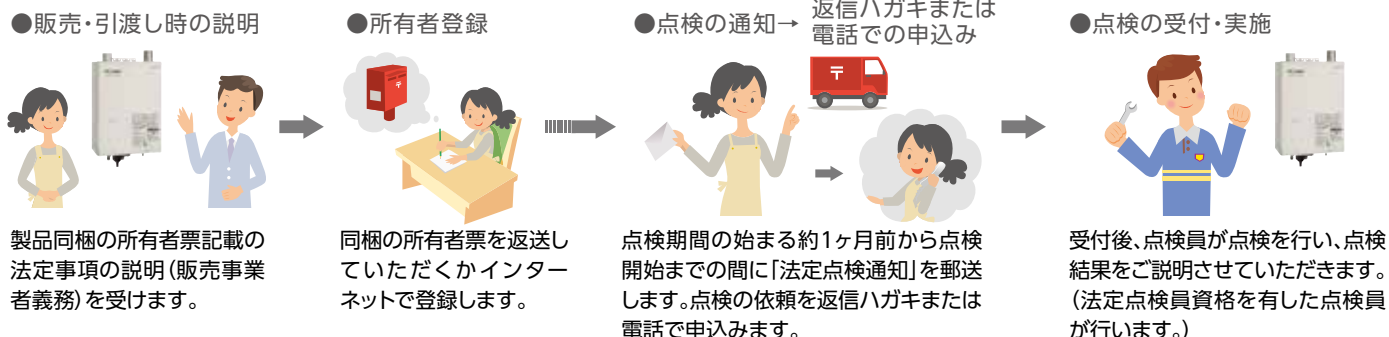 ●販売・引渡し時の説明
製品同梱の所有者票記載の
法定事項の説明(販売事業
者義務)を受けます。
●所有者登録
同梱の所有者票を返送し
ていただくかインター
ネットで登録します。
●点検の通知→ 返信ハガキまたは
電話での申込み
点検期間の始まる約1ヶ月前から点検
開始までの間に「法定点検通知」を郵送
します。点検の依頼を返信ハガキまたは
電話で申込みます。
●点検の受付・実施
受付後、点検員が点検を行い、点検
結果をご説明させていただきます。
(法定点検員資格を有した点検員
が行います。)